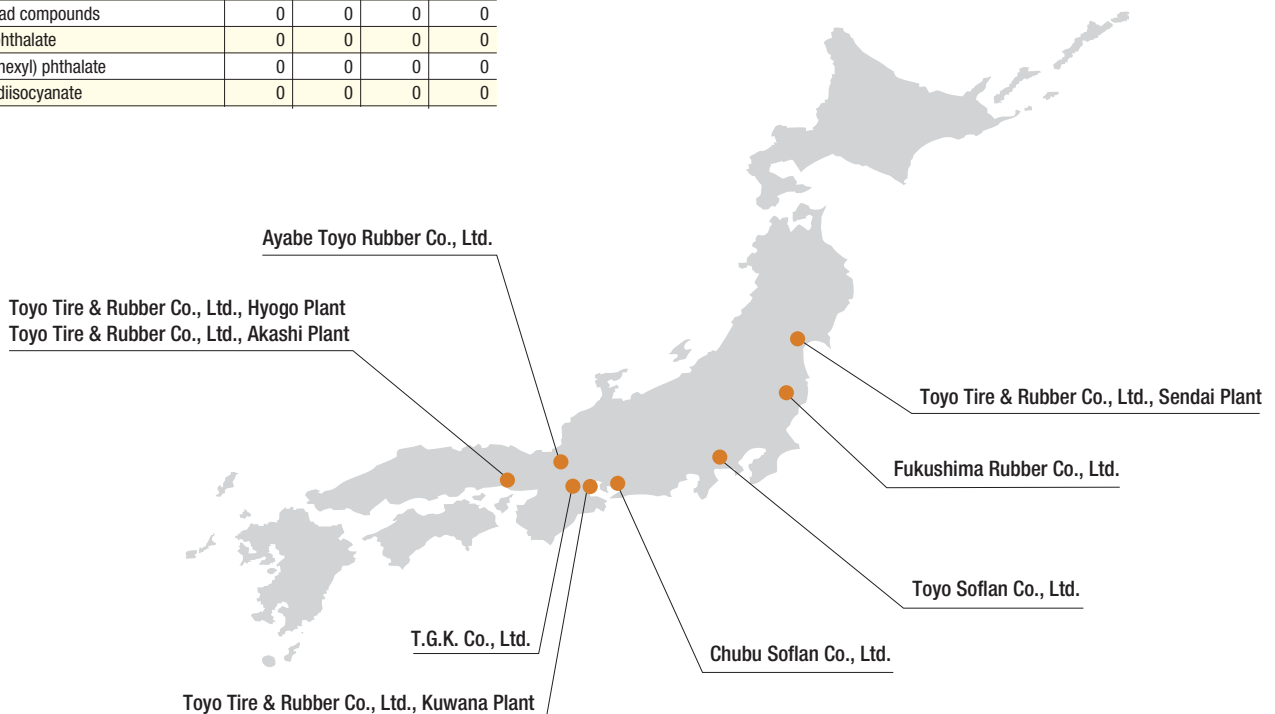 ad compounds 0 0 0 0
hthalate 0 0 0 0
hexyl) phthalate 0 0 0 0
diisocyanate 0 0 0 0
Ayabe Toyo Rubber Co., Ltd.
Toyo Tire & Rubber Co., Ltd., Hyogo Plant
Toyo Tire & Rubber Co., Ltd., Akashi Plant
Toyo Tire & Rubber Co., Ltd., Sendai Plant
Fukushima Rubber Co., Ltd.
Toyo Soflan Co., Ltd.
T.G.K. Co., Ltd.
Chubu Soflan Co., Ltd.
Toyo Tire & Rubber Co., Ltd., Kuwana Plant